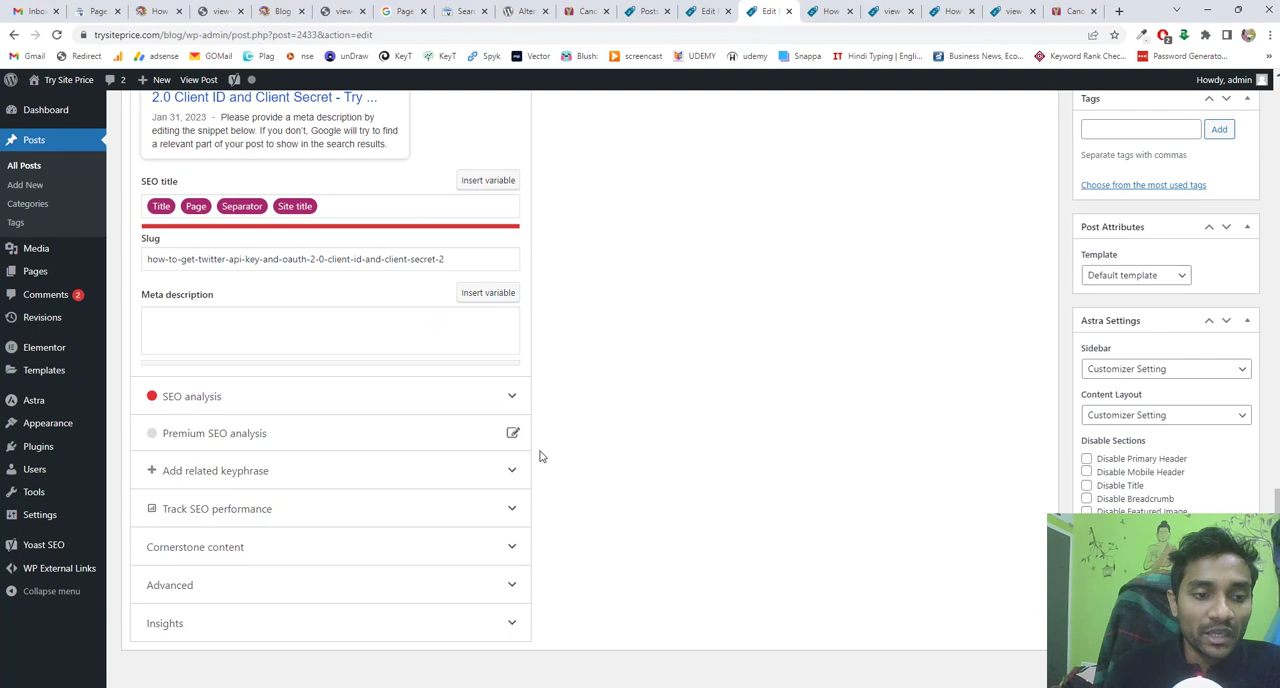 Inbo
Page
How
view-
Blog
view-
Page
Sear
Alter
Canc
Posts
Edit
Edit
How
view
How
view
Canc
trysiteprice.com/blog/wp-admin/post.php?post=2433&action=edit
Gmail
Redirect
adsense
GOMail
Plag
nse
unDraw
KeyT
KeyT
Spyk
Vector
Blush:
screencast
UDEMY
udemy
Snappa
Hindi Typing | Engli...
Business News, Eco...
Keyword Rank Chec...
Password Generato...
»
Try Site Price
2
New
View Post
Howdy, admin
Dashboard
Posts
All Posts
Add New
Categories
Tags
Media
Pages
Comments 2
Revisions
Elementor
Templates
Astra
Appearance
Plugins
Users
Tools
Settings
Yoast SEO
WP External Links
Collapse menu
2.0 Client ID and Client Secret - Try ...
Jan 31, 2023 - Please provide a meta description by
editing the snippet below. If you don't, Google will try to find
a relevant part of your post to show in the search results.
SEO title
Insert variable
Title Page Separator Site title
Slug
how-to-get-twitter-api-key-and-oauth-2-0-client-id-and-client-secret-2
Meta description
Insert variable
SEO analysis
Premium SEO analysis
Add related keyphrase
Track SEO performance
Cornerstone content
Advanced
Insights
Tags
Add
Separate tags with commas
Choose from the most used tags
Post Attributes
Template
Default template
Astra Settings
Sidebar
Customizer Setting
Content Layout
Customizer Setting
Disable Sections
Disable Primary Header
Disable Mobile Header
Disable Title
Disable Breadcrumb
Disable Featured Image